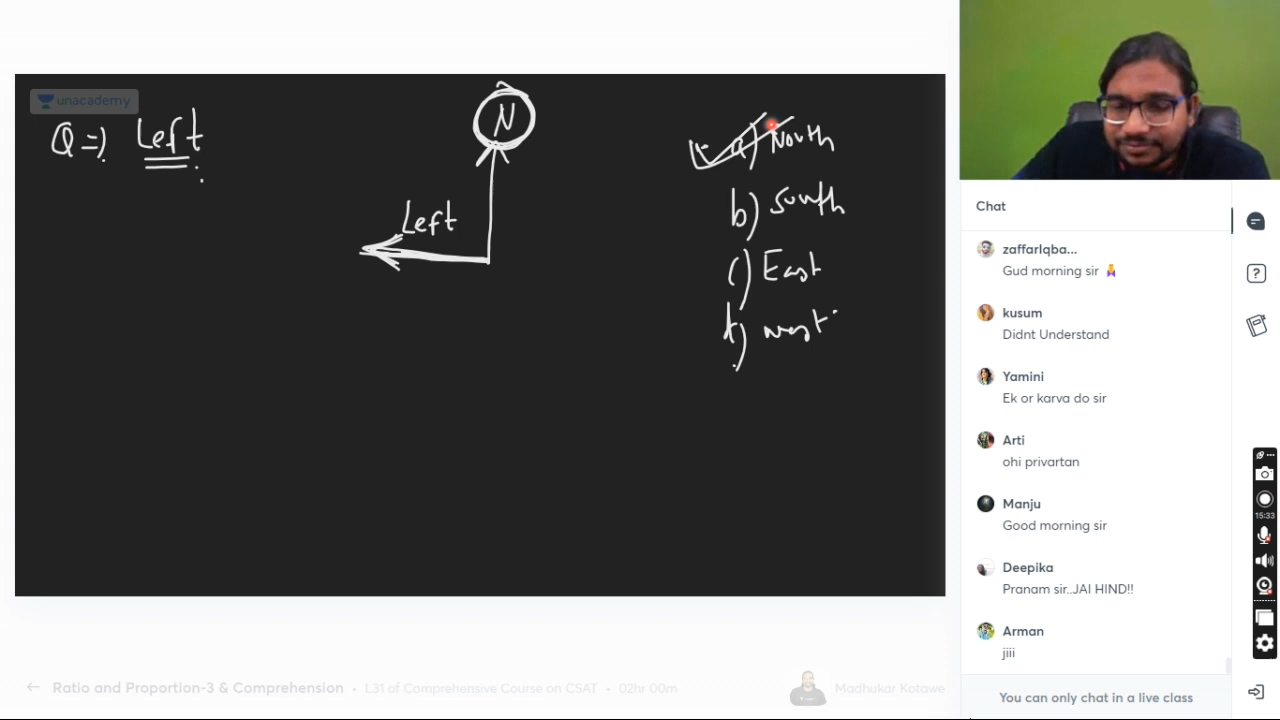 unacademy
Q ⇒ Left
N
Left
a) North
b) South
c) East
d) west
Chat
zaffarIqba...
Gud morning sir 🙏
kusum
Didnt Understand
Yamini
Ek or karva do sir
Arti
ohi privartan
Manju
Good morning sir
Deepika
Pranam sir..JAI HIND!!
Arman
jiii
15:33
You can only chat in a live class
Ratio and Proportion-3 & Comprehension • L31 of Comprehensive Course on CSAT • 02hr 00m
Madhukar Kotawe